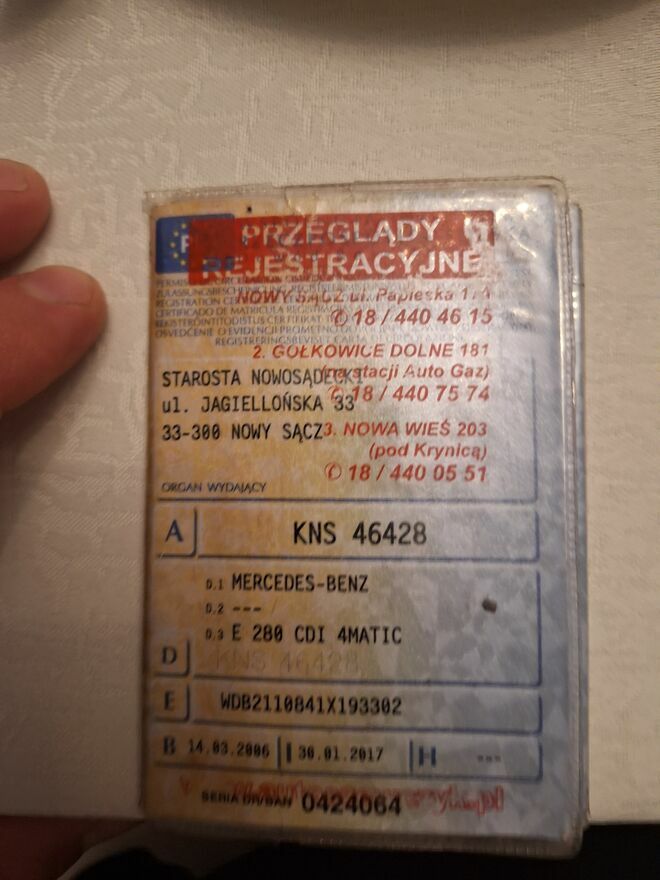 PRZEGLĄDY
REJESTRACYJNE
NOWY SĄCZ ul. Papieska
✆ 18 / 440 46 15
2. GOŁKOWICE DOLNE 181
(na stacji Auto Gaz)
✆ 18 / 440 75 74
3. NOWA WIEŚ 203
(pod Krynicą)
✆ 18 / 440 05 51
STAROSTA NOWOSĄDECKI
ul. JAGIELLOŃSKA 33
33-300 NOWY SĄCZ
ORGAN WYDAJĄCY
A KNS 46428
D.1 MERCEDES-BENZ
D.2 ---
D.3 E 280 CDI 4MATIC
D KNS 46428
E WDB2110841X193302
B 14.03.2006 I 30.01.2017 H ---
SERIA DR/BAN 0424064